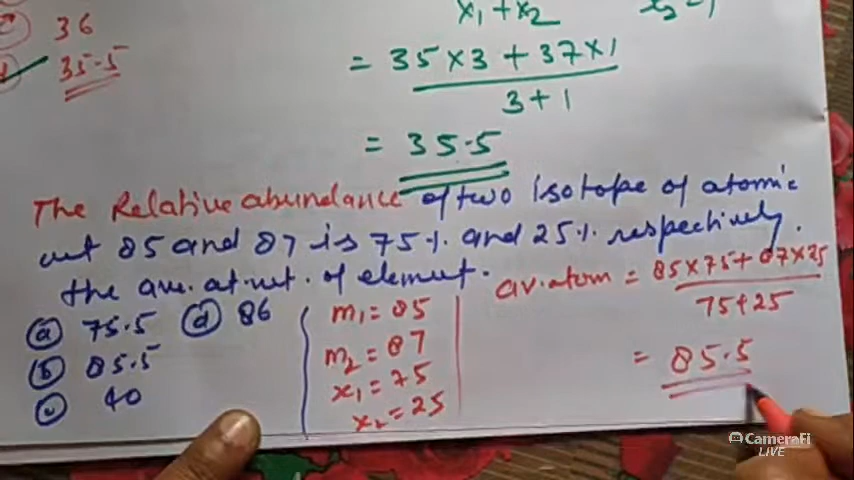 x₁+x₂
c 36
35.5
= 35×3 + 37×1
3+1
= 35.5
The Relative abundance of two isotope of atomic
wt 85 and 87 is 75% and 25% respectively.
the ave. at. wt. of element.
(a) 75.5 (d) 86
(b) 85.5
(c) 40
m₁ = 85
m₂ = 87
x₁ = 75
x₂ = 25
av. atom = 85×75 + 87×25
75+25
= 85.5
CameraFi
LIVE